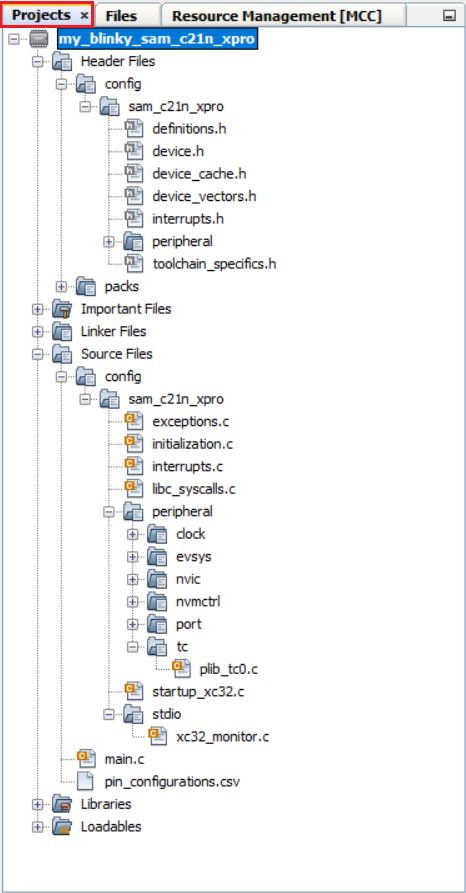 Projects × Files Resource Management [MCC]
my_blinky_sam_c21n_xpro
Header Files
config
sam_c21n_xpro
definitions.h
device.h
device_cache.h
device_vectors.h
interrupts.h
peripheral
toolchain_specifics.h
packs
Important Files
Linker Files
Source Files
config
sam_c21n_xpro
exceptions.c
initialization.c
interrupts.c
libc_syscalls.c
peripheral
clock
evsys
nvic
nvmctrl
port
tc
plib_tc0.c
startup_xc32.c
stdio
xc32_monitor.c
main.c
pin_configurations.csv
Libraries
Loadables